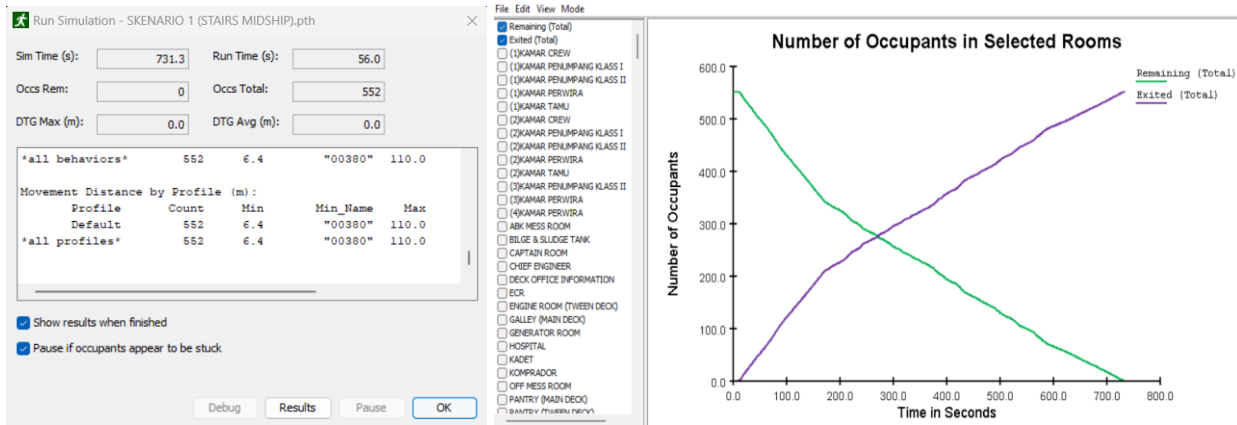 Run Simulation - SKENARIO 1 (STAIRS MIDSHIP).pth
Sim Time (s): 731.3 Run Time (s): 56.0
Occs Rem: 0 Occs Total: 552
DTG Max (m): 0.0 DTG Avg (m): 0.0
*all behaviors* 552 6.4 "00380" 110.0
Movement Distance by Profile (m):
Profile Count Min Min_Name Max
Default 552 6.4 "00380" 110.0
*all profiles* 552 6.4 "00380" 110.0
Show results when finished
Pause if occupants appear to be stuck
Debug Results Pause OK
File Edit View Mode
Remaining (Total)
Exited (Total)
(1)KAMAR CREW
(1)KAMAR PENUMPANG KLASS I
(1)KAMAR PENUMPANG KLASS II
(1)KAMAR PERWIRA
(1)KAMAR TAMU
(2)KAMAR CREW
(2)KAMAR PENUMPANG KLASS I
(2)KAMAR PENUMPANG KLASS II
(2)KAMAR PERWIRA
(2)KAMAR TAMU
(3)KAMAR PENUMPANG KLASS II
(3)KAMAR PERWIRA
(4)KAMAR PERWIRA
ABK MESS ROOM
BILGE & SLUDGE TANK
CAPTAIN ROOM
CHIEF ENGINEER
DECK OFFICE INFORMATION
ECR
ENGINE ROOM (TWEEN DECK)
GALLEY (MAIN DECK)
GENERATOR ROOM
HOSPITAL
KADET
KOMPRADOR
OFF MESS ROOM
PANTRY (MAIN DECK)
PANTRY (TWEEN DECK)
Number of Occupants in Selected Rooms
Remaining (Total)
Exited (Total)
Number of Occupants
600.0
500.0
400.0
300.0
200.0
100.0
0.0
0.0 100.0 200.0 300.0 400.0 500.0 600.0 700.0 800.0
Time in Seconds